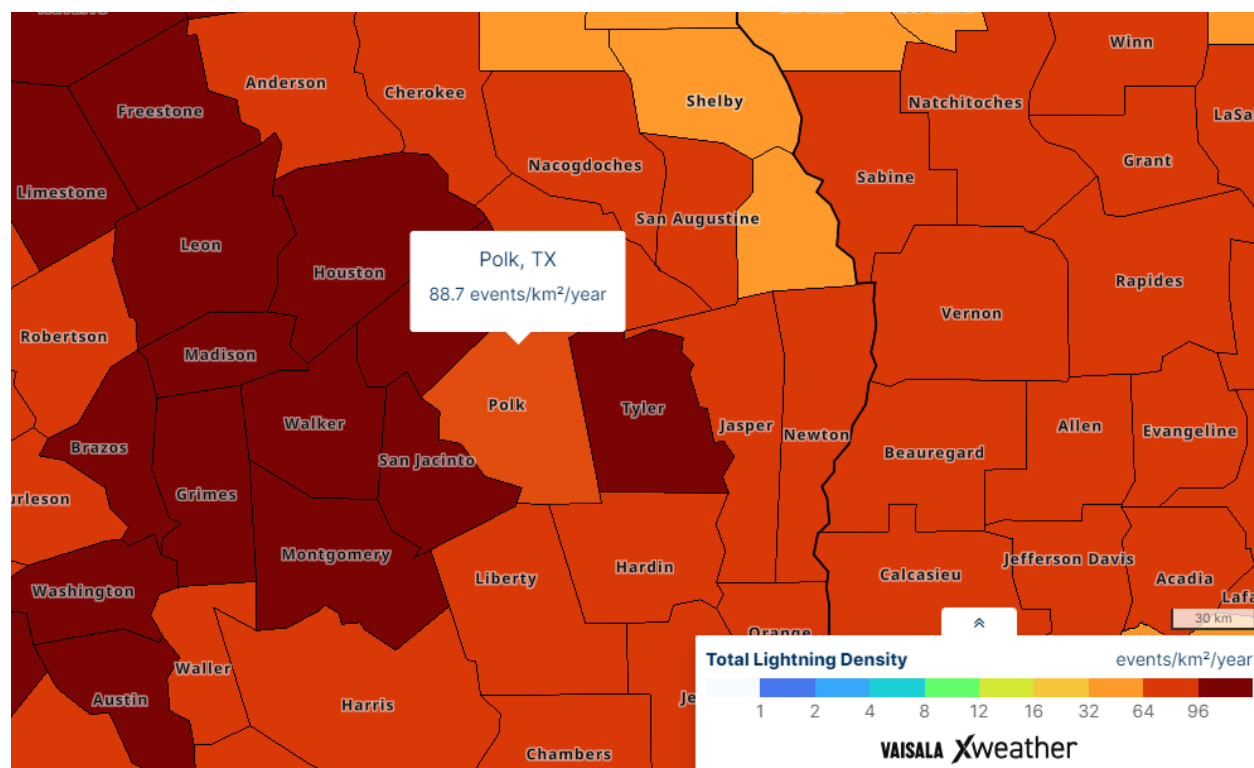 Winn
Anderson
Cherokee
Shelby
Natchitoches
Freestone
Nacogdoches
Grant
Limestone
Sabine
San Augustine
Leon
Houston
Polk, TX
88.7 events/km²/year
Rapides
Vernon
Robertson
Madison
Polk
Tyler
Walker
Jasper
Newton
Allen
Evangeline
Brazos
San Jacinto
Beauregard
Grimes
urleson
Montgomery
Liberty
Hardin
Jefferson Davis
Calcasieu
Acadia
Washington
30 km
Waller
Total Lightning Density
events/km²/year
Austin
Harris
1 2 4 8 12 16 32 64 96
Chambers
VAISALA Xweather